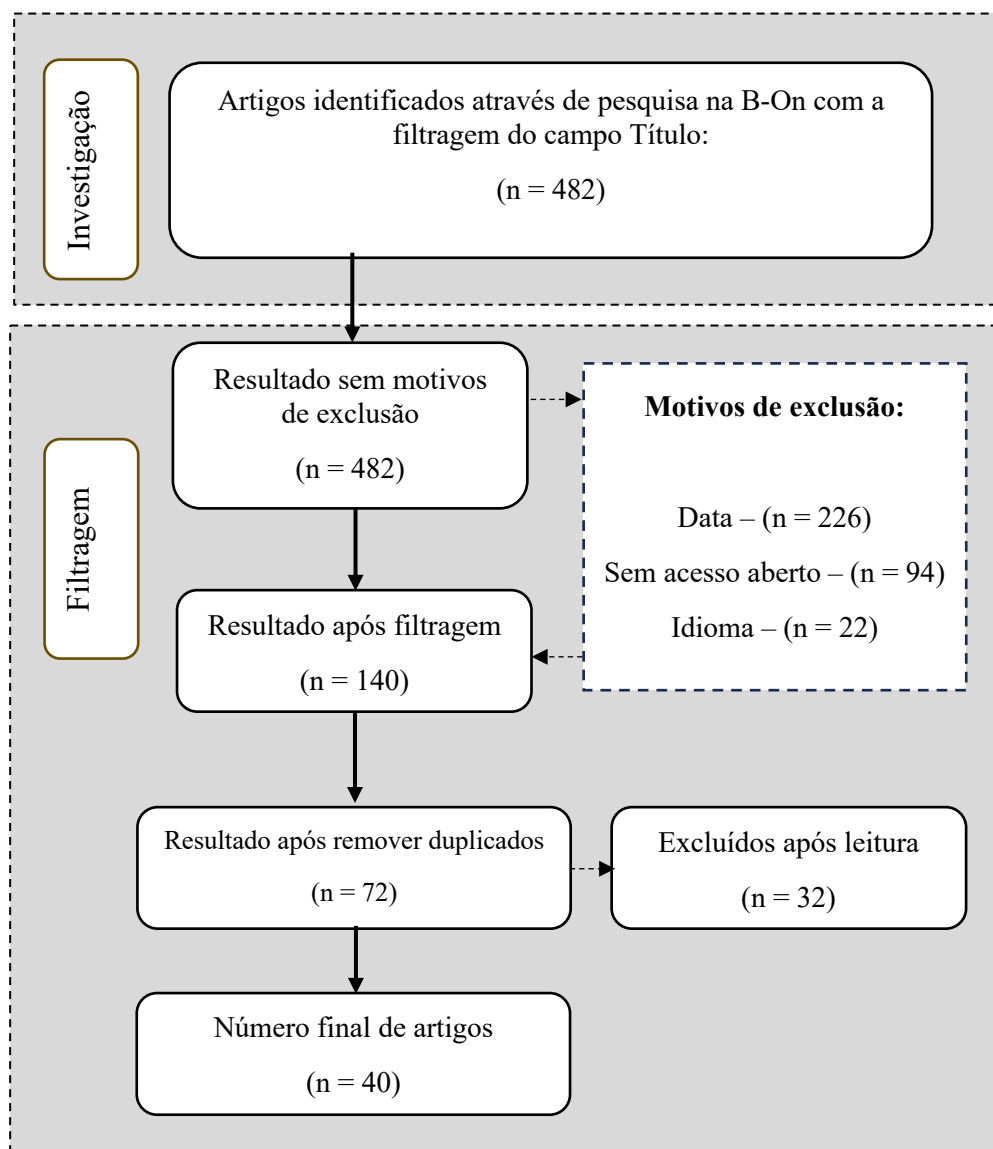 Investigação
Artigos identificados através de pesquisa na B-On com a
filtragem do campo Título:
(n = 482)
Filtragem
Resultado sem motivos
de exclusão
(n = 482)
Motivos de exclusão:
Data – (n = 226)
Sem acesso aberto – (n = 94)
Idioma – (n = 22)
Resultado após filtragem
(n = 140)
Resultado após remover duplicados
(n = 72)
Excluídos após leitura
(n = 32)
Número final de artigos
(n = 40)